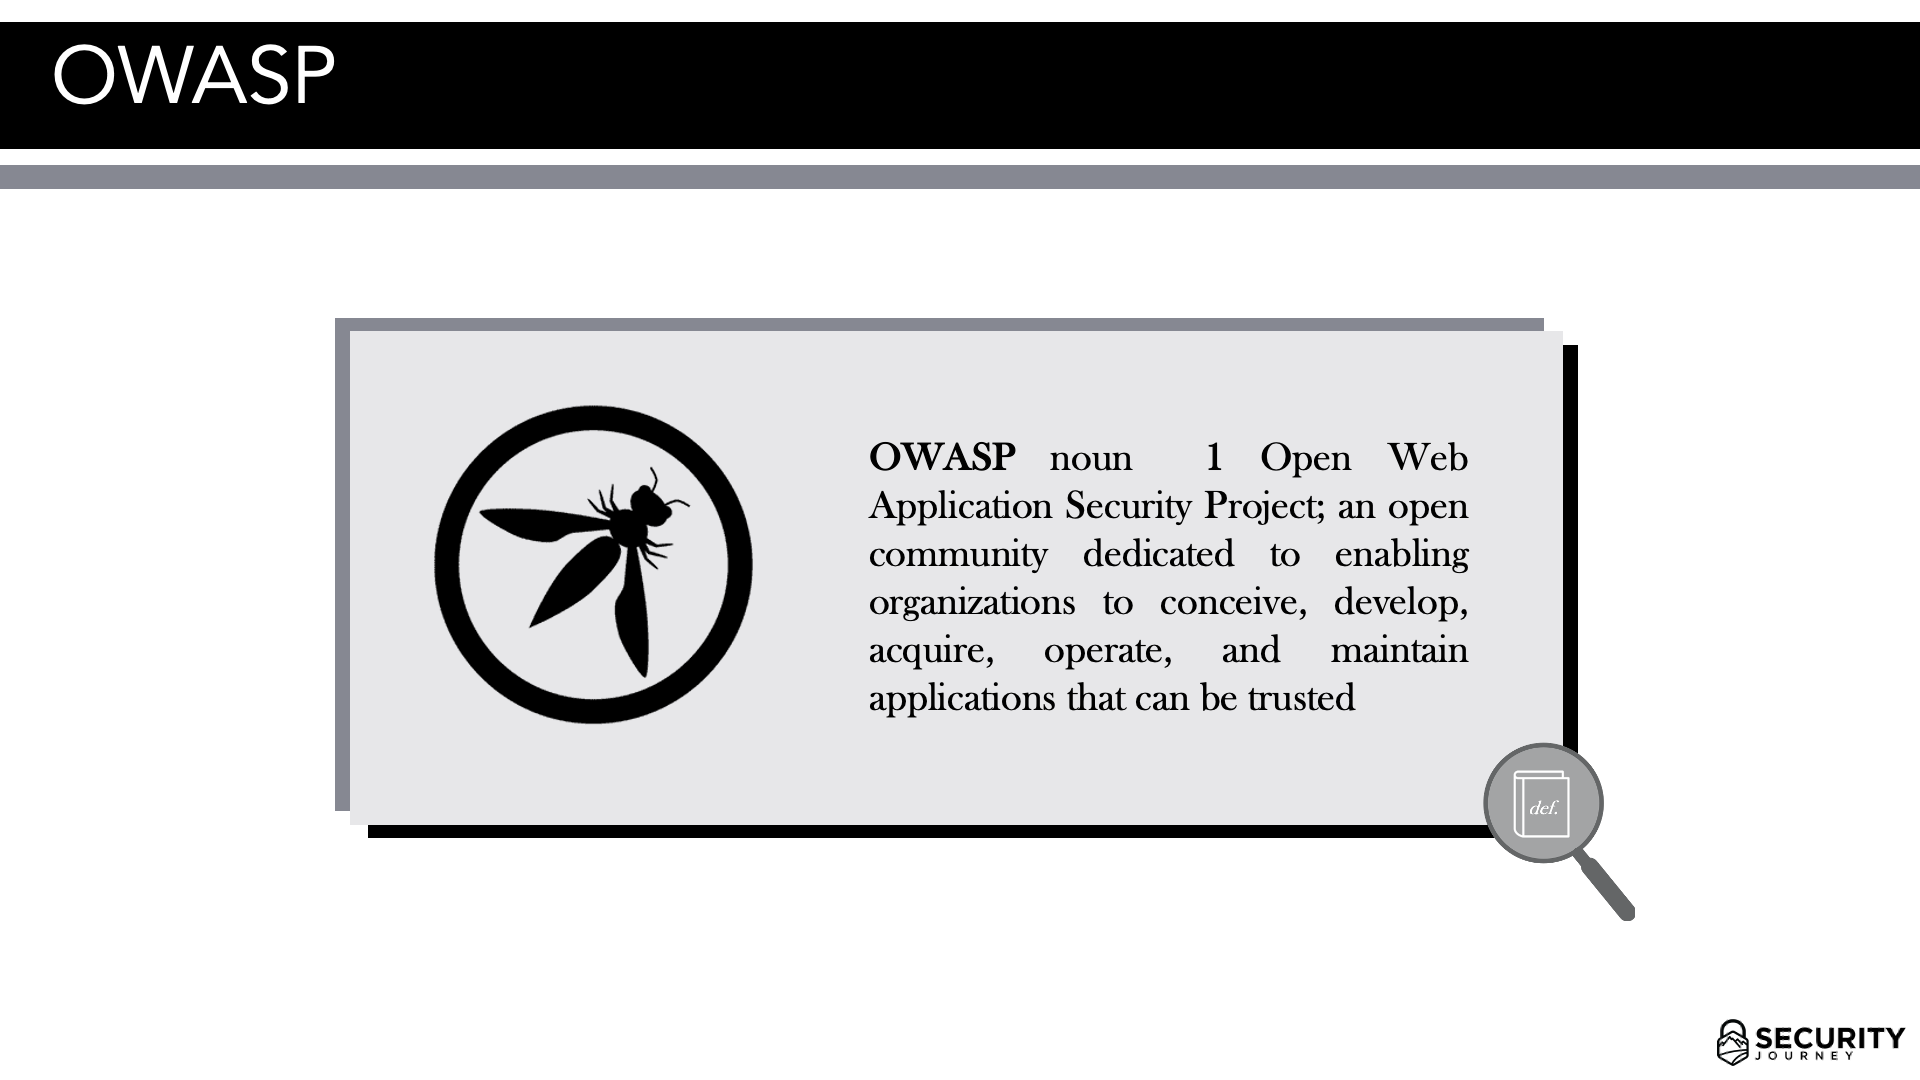 OWASP
OWASP noun 1 Open Web
Application Security Project; an open
community dedicated to enabling
organizations to conceive, develop,
acquire, operate, and maintain
applications that can be trusted
def.
SECURITY
JOURNEY